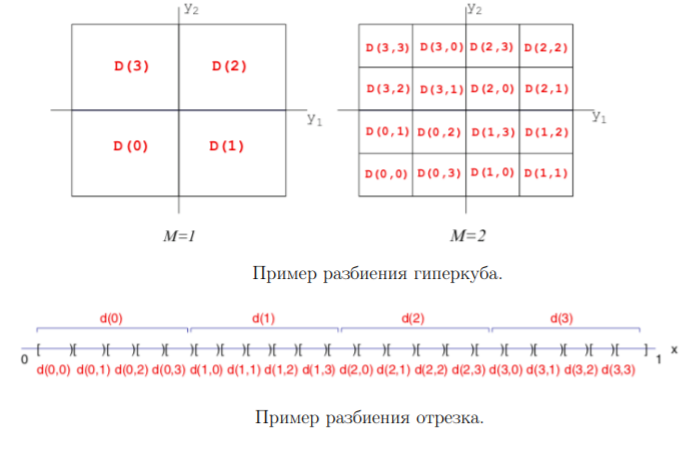 y₂
y₂
D(3) D(2)
D(3,3) D(3,0) D(2,3) D(2,2)
D(3,2) D(3,1) D(2,0) D(2,1)
y₁
y₁
D(0) D(1)
D(0,1) D(0,2) D(1,3) D(1,2)
D(0,0) D(0,3) D(1,0) D(1,1)
M=1
M=2
Пример разбиения гиперкуба.
d(0) d(1) d(2) d(3)
0 [ )[ )[ )[ )[ )[ )[ )[ )[ )[ )[ )[ )[ )[ )[ )[ ] 1 x
d(0,0) d(0,1) d(0,2) d(0,3) d(1,0) d(1,1) d(1,2) d(1,3) d(2,0) d(2,1) d(2,2) d(2,3) d(3,0) d(3,1) d(3,2) d(3,3)
Пример разбиения отрезка.